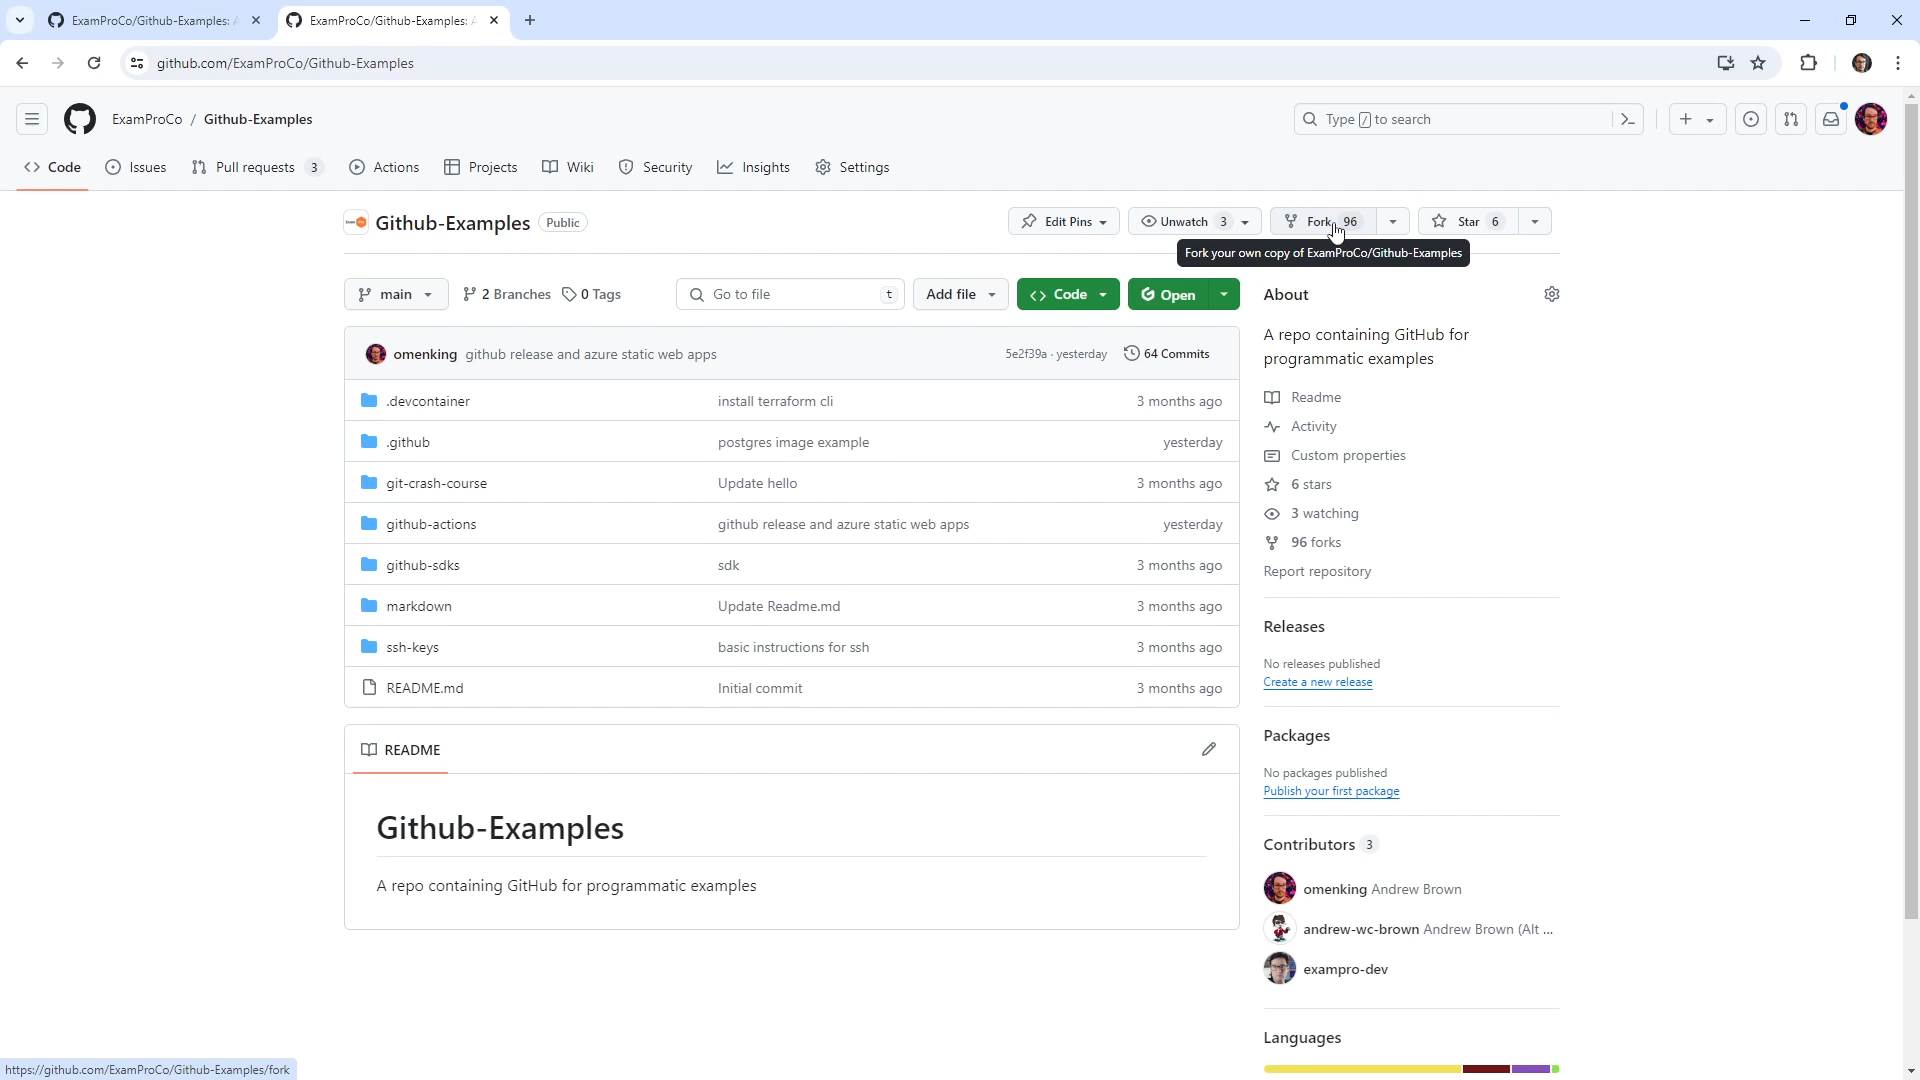 ExamProCo/Github-Examples:
ExamProCo/Github-Examples:
github.com/ExamProCo/Github-Examples
ExamProCo / Github-Examples
Type / to search
Code
Issues
Pull requests 3
Actions
Projects
Wiki
Security
Insights
Settings
Github-Examples Public
Edit Pins
Unwatch 3
Fork 96
Star 6
Fork your own copy of ExamProCo/Github-Examples
main
2 Branches
0 Tags
Go to file t
Add file
Code
Open
omenking github release and azure static web apps 5e2f39a · yesterday 64 Commits
.devcontainer install terraform cli 3 months ago
.github postgres image example yesterday
git-crash-course Update hello 3 months ago
github-actions github release and azure static web apps yesterday
github-sdks sdk 3 months ago
markdown Update Readme.md 3 months ago
ssh-keys basic instructions for ssh 3 months ago
README.md Initial commit 3 months ago
README
Github-Examples
A repo containing GitHub for programmatic examples
About
A repo containing GitHub for
programmatic examples
Readme
Activity
Custom properties
6 stars
3 watching
96 forks
Report repository
Releases
No releases published
Create a new release
Packages
No packages published
Publish your first package
Contributors 3
omenking Andrew Brown
andrew-wc-brown Andrew Brown (Alt ...
exampro-dev
Languages
https://github.com/ExamProCo/Github-Examples/fork